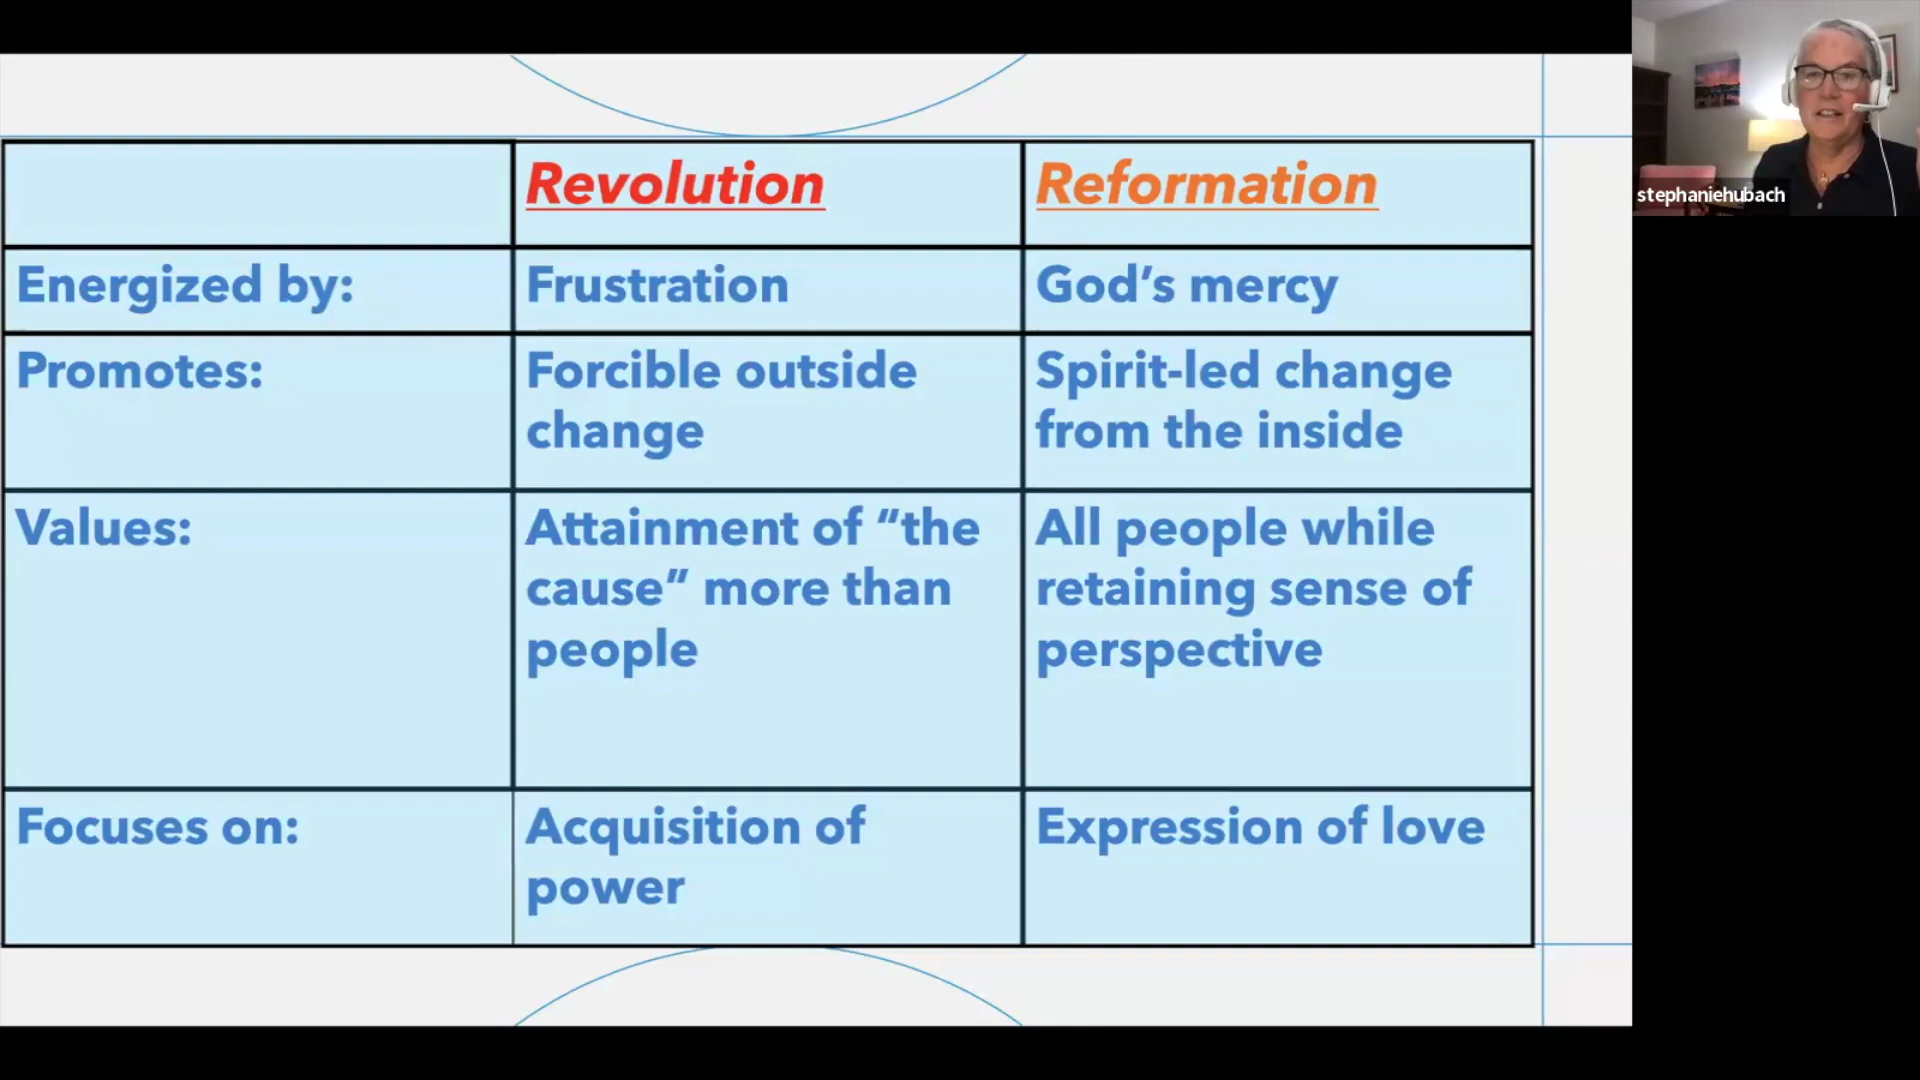 Revolution
Reformation
Energized by:
Frustration
God’s mercy
Promotes:
Forcible outside
change
Spirit-led change
from the inside
Values:
Attainment of “the
cause” more than
people
All people while
retaining sense of
perspective
Focuses on:
Acquisition of
power
Expression of love
stephaniehubach